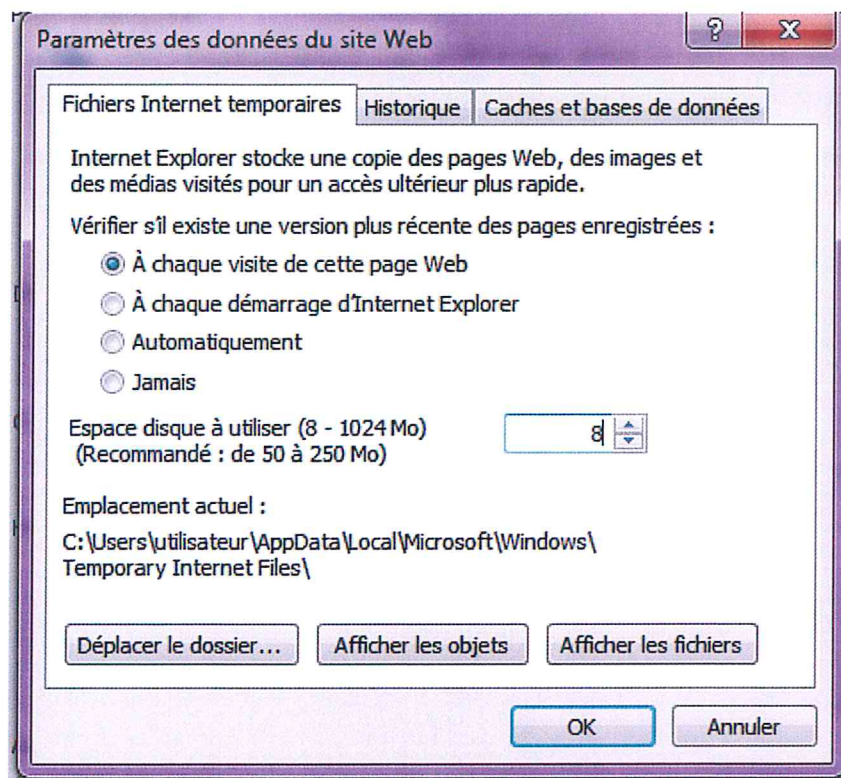 Paramètres des données du site Web
Fichiers Internet temporaires
Historique
Caches et bases de données
Internet Explorer stocke une copie des pages Web, des images et
des médias visités pour un accès ultérieur plus rapide.
Vérifier s'il existe une version plus récente des pages enregistrées :
À chaque visite de cette page Web
À chaque démarrage d'Internet Explorer
Automatiquement
Jamais
Espace disque à utiliser (8 - 1024 Mo)
8
(Recommandé : de 50 à 250 Mo)
Emplacement actuel :
C:\Users\utilisateur\AppData\Local\Microsoft\Windows\
Temporary Internet Files\
Déplacer le dossier...
Afficher les objets
Afficher les fichiers
OK
Annuler